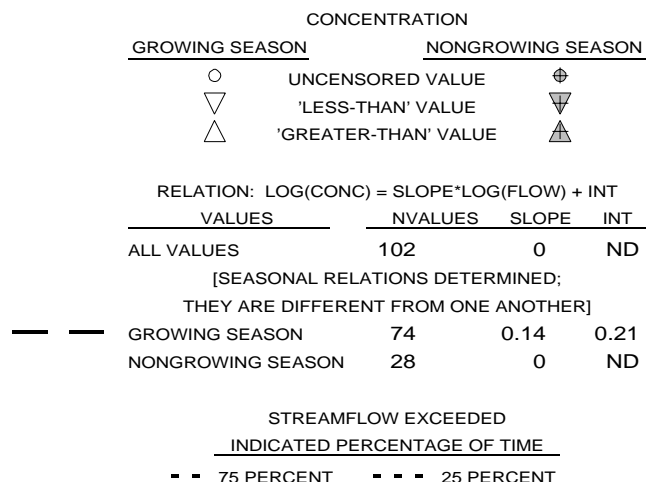 CONCENTRATION
GROWING SEASON NONGROWING SEASON
UNCENSORED VALUE
'LESS-THAN' VALUE
'GREATER-THAN' VALUE
RELATION: LOG(CONC) = SLOPE*LOG(FLOW) + INT
VALUES NVALUES SLOPE INT
ALL VALUES 102 0 ND
[SEASONAL RELATIONS DETERMINED;
THEY ARE DIFFERENT FROM ONE ANOTHER]
GROWING SEASON 74 0.14 0.21
NONGROWING SEASON 28 0 ND
STREAMFLOW EXCEEDED
INDICATED PERCENTAGE OF TIME
75 PERCENT 25 PERCENT